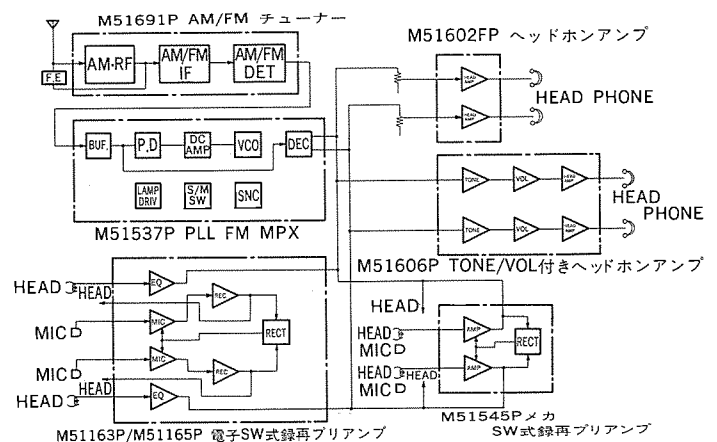 M51691P AM/FM チューナー
F.E
AM·RF
AM/FM
IF
AM/FM
DET
M51602FP ヘッドホンアンプ
HEAD
AMP
HEAD
AMP
HEAD PHONE
BUF.
P.D
DC
AMP
VCO
DEC
LAMP
DRIV
S/M
SW
SNC
M51537P PLL FM MPX
TONE
VOL
HEAD
AMP
TONE
VOL
HEAD
AMP
HEAD
PHONE
M51606P TONE/VOL付きヘッドホンアンプ
HEAD
HEAD
EQ
REC
MIC
MIC
RECT
MIC
MIC
REC
HEAD
HEAD
EQ
M51163P/M51165P 電子SW式録再プリアンプ
HEAD
HEAD
MIC
AMP
RECT
HEAD
HEAD
MIC
AMP
M51545Pメカ
SW式録再プリアンプ